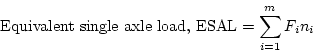 Equivalent single axle load, ESAL = \sum_{i=1}^{m} F_i n_i